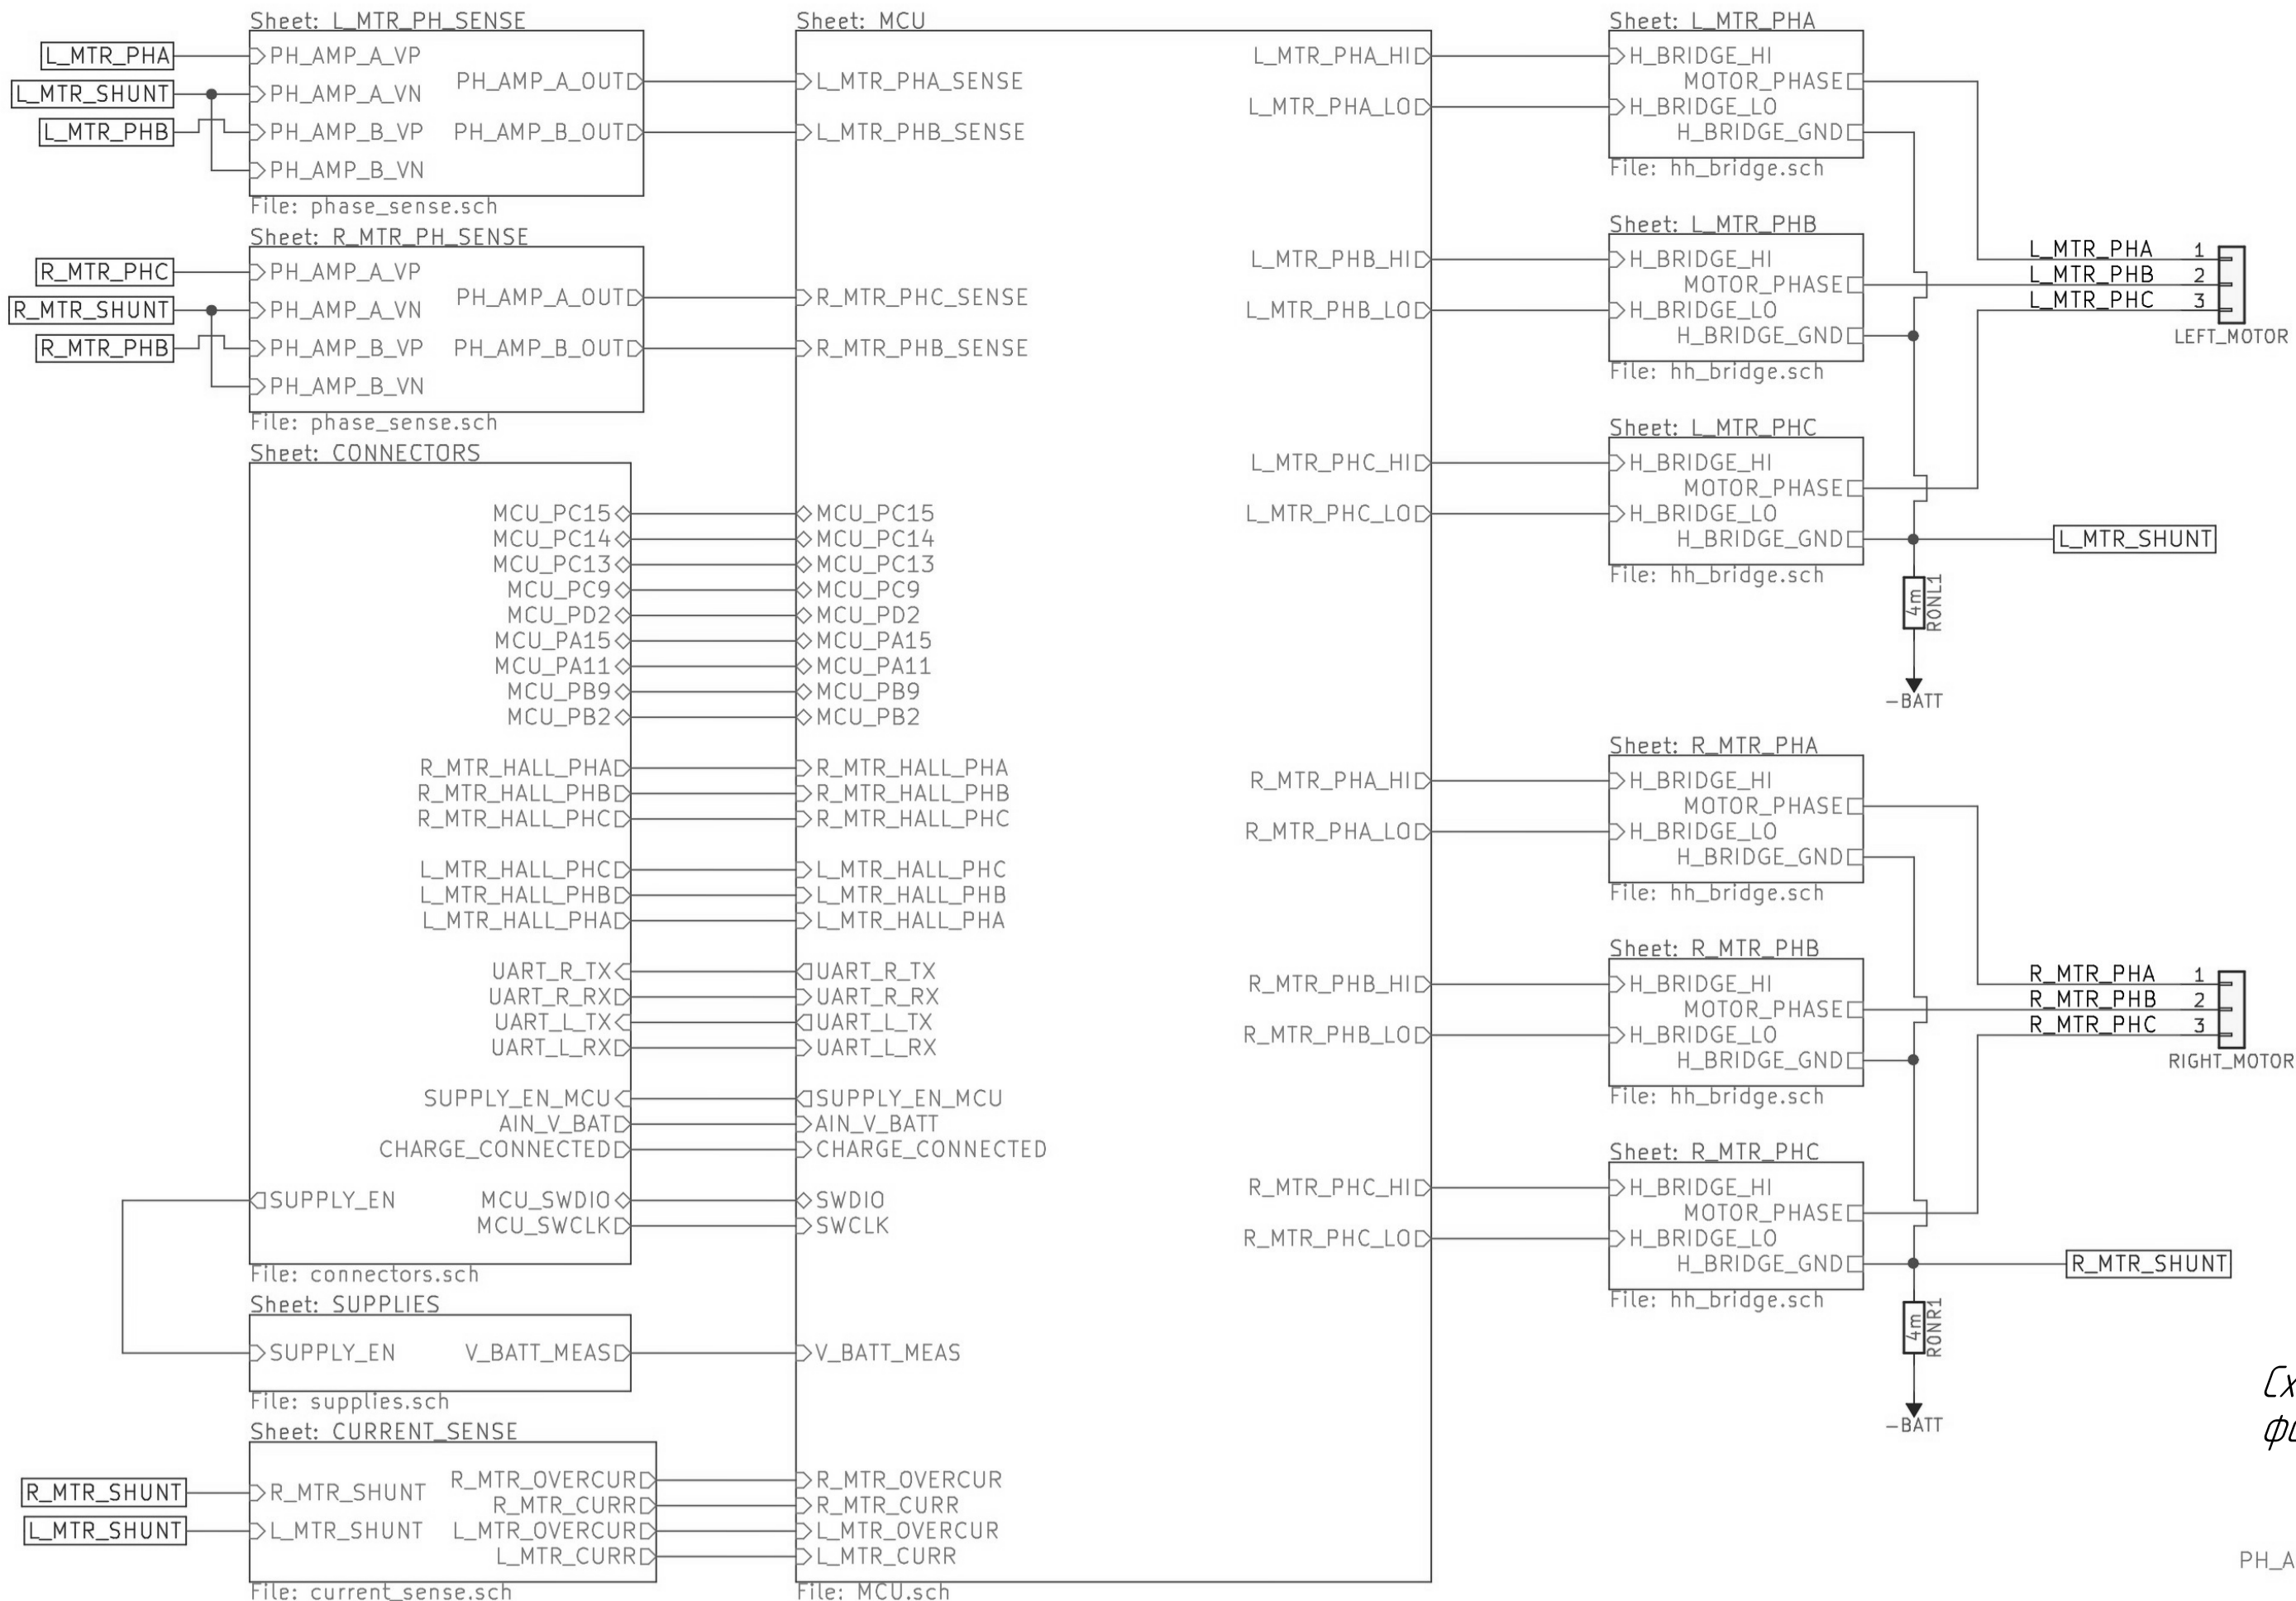 Sheet: L_MTR_PH_SENSE
L_MTR_PHA
L_MTR_SHUNT
L_MTR_PHB
PH_AMP_A_VP
PH_AMP_A_VN
PH_AMP_B_VP
PH_AMP_B_VN
PH_AMP_A_OUT
PH_AMP_B_OUT
File: phase_sense.sch
Sheet: R_MTR_PH_SENSE
R_MTR_PHC
R_MTR_SHUNT
R_MTR_PHB
PH_AMP_A_VP
PH_AMP_A_VN
PH_AMP_B_VP
PH_AMP_B_VN
PH_AMP_A_OUT
PH_AMP_B_OUT
File: phase_sense.sch
Sheet: CONNECTORS
MCU_PC15
MCU_PC14
MCU_PC13
MCU_PC9
MCU_PD2
MCU_PA15
MCU_PA11
MCU_PB9
MCU_PB2
R_MTR_HALL_PHA
R_MTR_HALL_PHB
R_MTR_HALL_PHC
L_MTR_HALL_PHC
L_MTR_HALL_PHB
L_MTR_HALL_PHA
UART_R_TX
UART_R_RX
UART_L_TX
UART_L_RX
SUPPLY_EN_MCU
AIN_V_BAT
CHARGE_CONNECTED
SUPPLY_EN
MCU_SWDIO
MCU_SWCLK
File: connectors.sch
Sheet: SUPPLIES
SUPPLY_EN
V_BATT_MEAS
File: supplies.sch
Sheet: CURRENT_SENSE
R_MTR_SHUNT
L_MTR_SHUNT
R_MTR_SHUNT
L_MTR_SHUNT
R_MTR_OVERCUR
R_MTR_CURR
L_MTR_OVERCUR
L_MTR_CURR
File: current_sense.sch
Sheet: MCU
L_MTR_PHA_SENSE
L_MTR_PHB_SENSE
R_MTR_PHC_SENSE
R_MTR_PHB_SENSE
MCU_PC15
MCU_PC14
MCU_PC13
MCU_PC9
MCU_PD2
MCU_PA15
MCU_PA11
MCU_PB9
MCU_PB2
R_MTR_HALL_PHA
R_MTR_HALL_PHB
R_MTR_HALL_PHC
L_MTR_HALL_PHC
L_MTR_HALL_PHB
L_MTR_HALL_PHA
UART_R_TX
UART_R_RX
UART_L_TX
UART_L_RX
SUPPLY_EN_MCU
AIN_V_BATT
CHARGE_CONNECTED
SWDIO
SWCLK
V_BATT_MEAS
R_MTR_OVERCUR
R_MTR_CURR
L_MTR_OVERCUR
L_MTR_CURR
L_MTR_PHA_HI
L_MTR_PHA_LO
L_MTR_PHB_HI
L_MTR_PHB_LO
L_MTR_PHC_HI
L_MTR_PHC_LO
R_MTR_PHA_HI
R_MTR_PHA_LO
R_MTR_PHB_HI
R_MTR_PHB_LO
R_MTR_PHC_HI
R_MTR_PHC_LO
File: MCU.sch
Sheet: L_MTR_PHA
H_BRIDGE_HI
MOTOR_PHASE
H_BRIDGE_LO
H_BRIDGE_GND
File: hh_bridge.sch
Sheet: L_MTR_PHB
H_BRIDGE_HI
MOTOR_PHASE
H_BRIDGE_LO
H_BRIDGE_GND
File: hh_bridge.sch
L_MTR_PHA 1
L_MTR_PHB 2
L_MTR_PHC 3
LEFT_MOTOR
Sheet: L_MTR_PHC
H_BRIDGE_HI
MOTOR_PHASE
H_BRIDGE_LO
H_BRIDGE_GND
File: hh_bridge.sch
L_MTR_SHUNT
4m
RONL1
-BATT
Sheet: R_MTR_PHA
H_BRIDGE_HI
MOTOR_PHASE
H_BRIDGE_LO
H_BRIDGE_GND
File: hh_bridge.sch
Sheet: R_MTR_PHB
H_BRIDGE_HI
MOTOR_PHASE
H_BRIDGE_LO
H_BRIDGE_GND
File: hh_bridge.sch
R_MTR_PHA 1
R_MTR_PHB 2
R_MTR_PHC 3
RIGHT_MOTOR
Sheet: R_MTR_PHC
H_BRIDGE_HI
MOTOR_PHASE
H_BRIDGE_LO
H_BRIDGE_GND
File: hh_bridge.sch
R_MTR_SHUNT
4m
RONR1
-BATT
PH_A